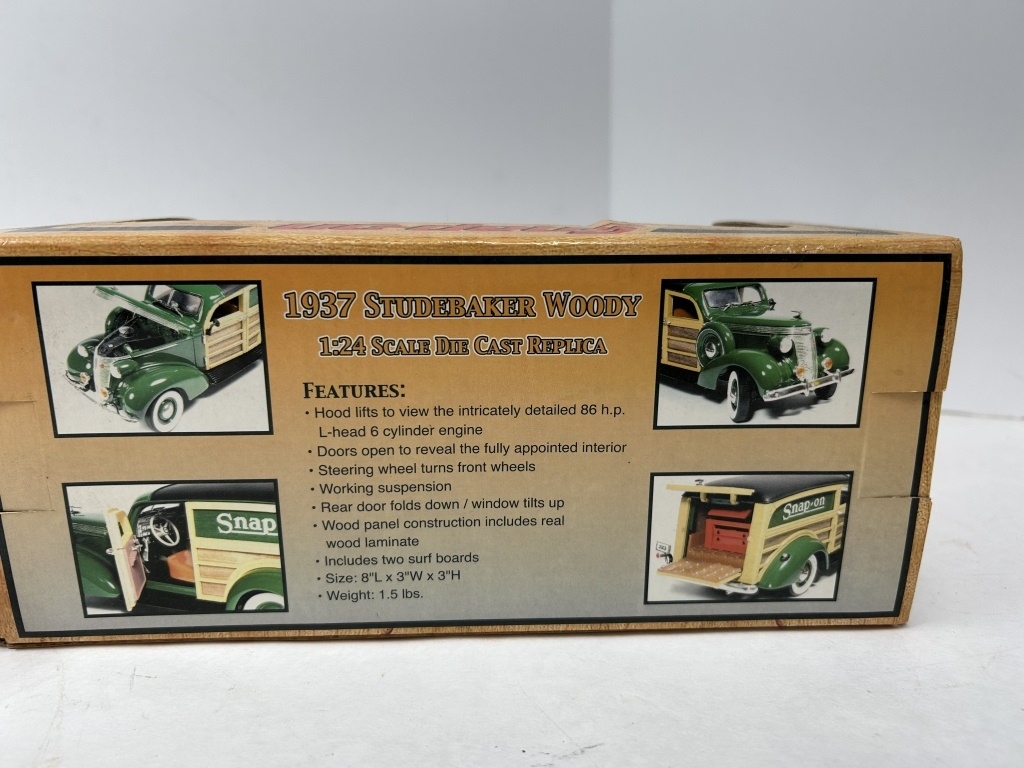 1937 STUDEBAKER WOODY
1:24 SCALE DIE CAST REPLICA
FEATURES:
• Hood lifts to view the intricately detailed 86 h.p.
L-head 6 cylinder engine
• Doors open to reveal the fully appointed interior
• Steering wheel turns front wheels
• Working suspension
• Rear door folds down / window tilts up
• Wood panel construction includes real
wood laminate
• Includes two surf boards
• Size: 8"L x 3"W x 3"H
• Weight: 1.5 lbs.
Snap
Snap-on